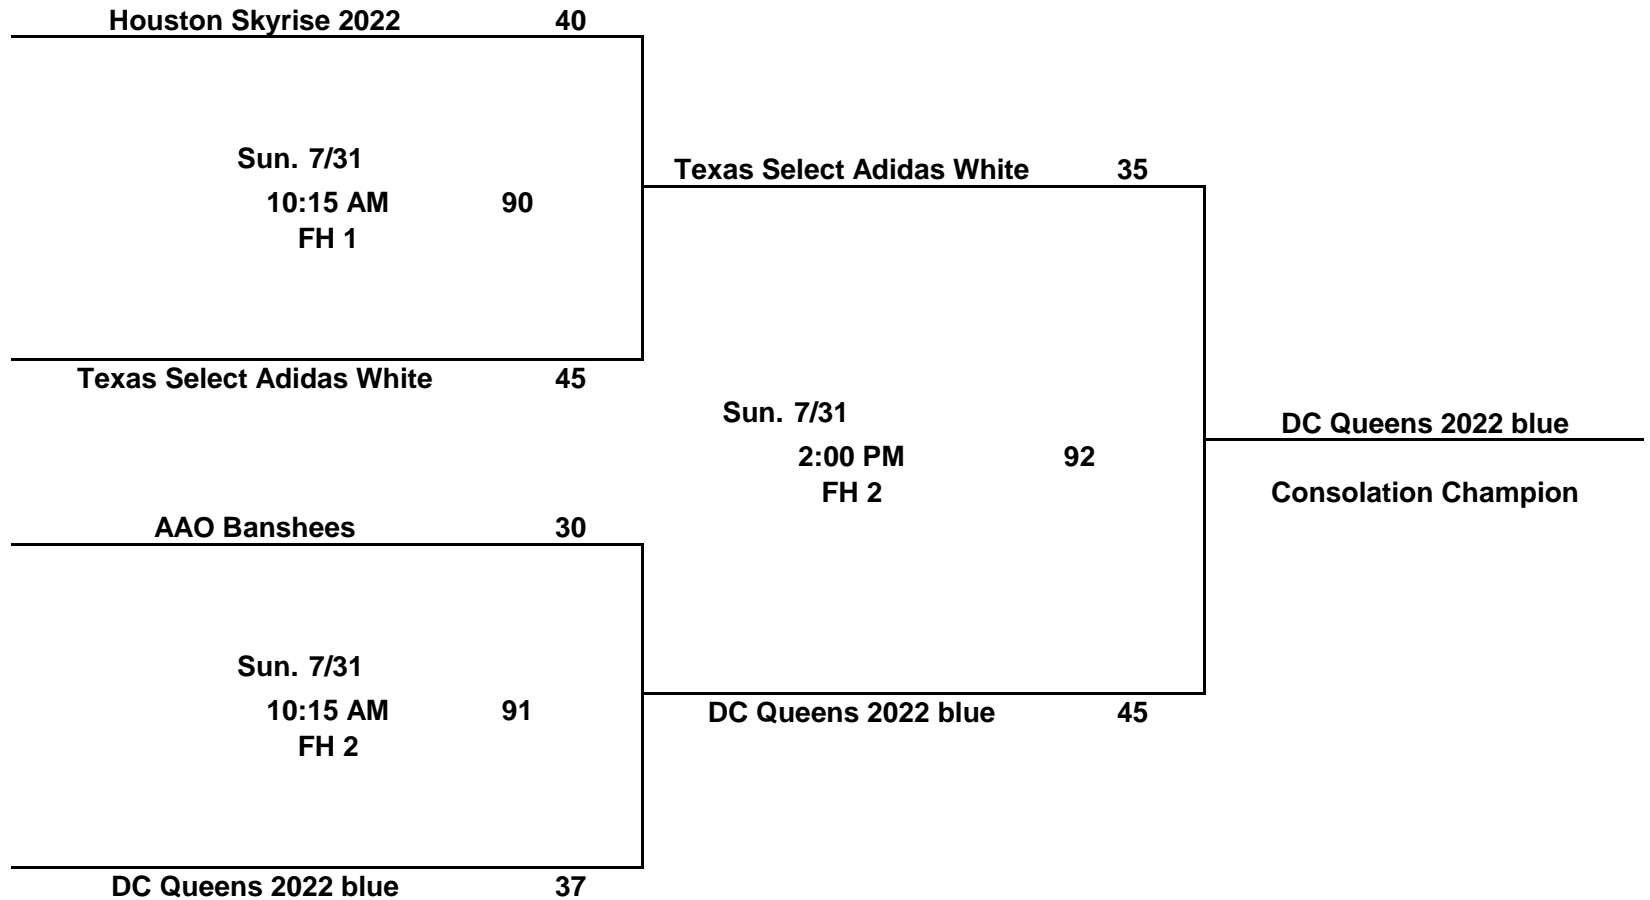 Houston Skyrise 2022 40
Sun. 7/31
10:15 AM 90
FH 1
Texas Select Adidas White 45
Texas Select Adidas White 35
Sun. 7/31
2:00 PM 92
FH 2
DC Queens 2022 blue
Consolation Champion
AAO Banshees 30
Sun. 7/31
10:15 AM 91
FH 2
DC Queens 2022 blue 45
DC Queens 2022 blue 37